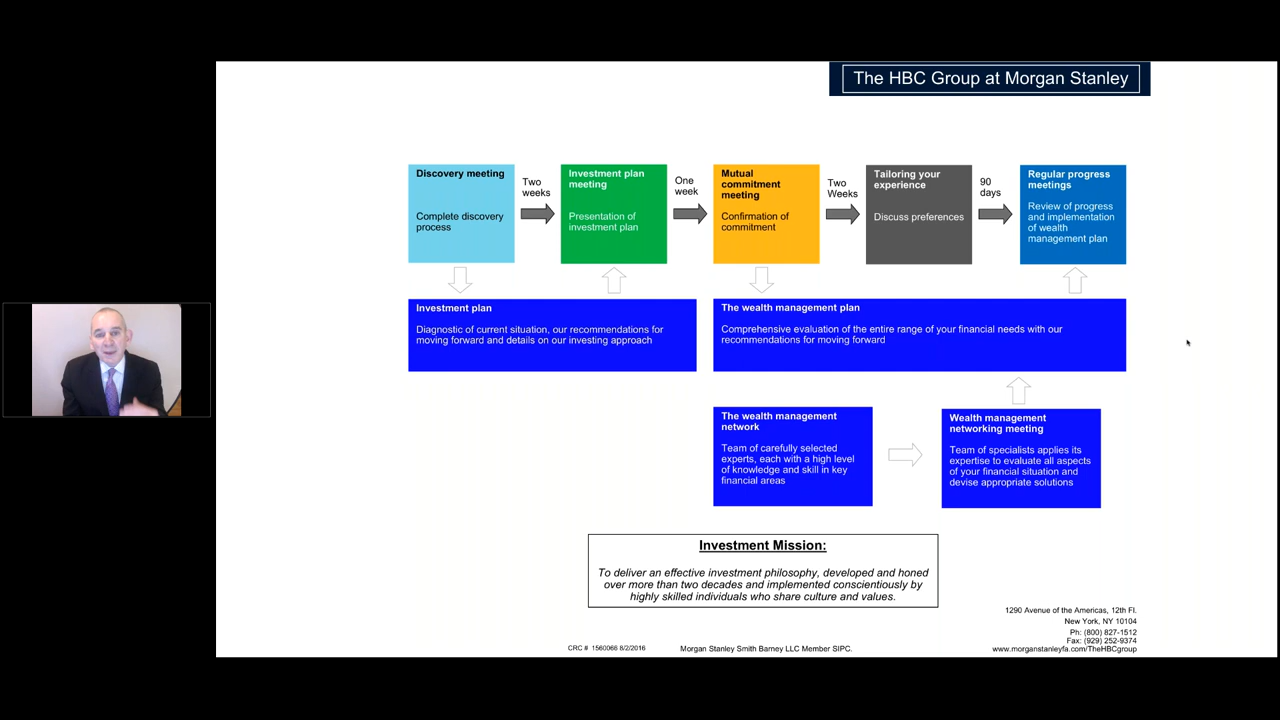 The HBC Group at Morgan Stanley
Discovery meeting
Complete discovery
process
Two
weeks
Investment plan
meeting
Presentation of
investment plan
One
week
Mutual
commitment
meeting
Confirmation of
commitment
Two
Weeks
Tailoring your
experience
Discuss preferences
90
days
Regular progress
meetings
Review of progress
and implementation
of wealth
management plan
Investment plan
Diagnostic of current situation, our recommendations for
moving forward and details on our investing approach
The wealth management plan
Comprehensive evaluation of the entire range of your financial needs with our
recommendations for moving forward
The wealth management
network
Team of carefully selected
experts, each with a high level
of knowledge and skill in key
financial areas
Wealth management
networking meeting
Team of specialists applies its
expertise to evaluate all aspects
of your financial situation and
devise appropriate solutions
Investment Mission:
To deliver an effective investment philosophy, developed and honed
over more than two decades and implemented conscientiously by
highly skilled individuals who share culture and values.
1290 Avenue of the Americas, 12th Fl.
New York, NY 10104
Ph: (800) 827-1512
Fax: (929) 252-9374
www.morganstanleyfa.com/TheHBCgroup
CRC # 1560066 8/2/2016
Morgan Stanley Smith Barney LLC Member SIPC.